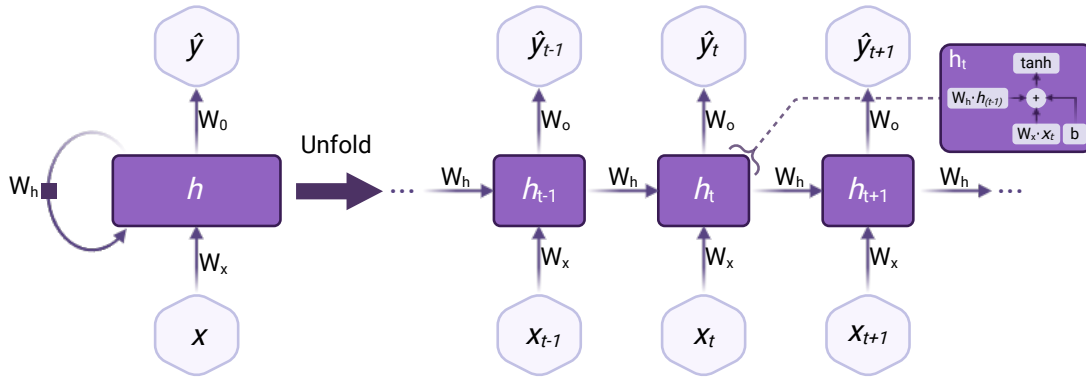 ŷ
ŷt-1
ŷt
ŷt+1
ht
tanh
Wh·h(t-1)
+
Wx·xt
b
W0
Wo
Wo
Wo
Unfold
Wh
h
...
Wh
ht-1
Wh
ht
Wh
ht+1
Wh
...
Wx
Wx
Wx
Wx
x
xt-1
xt
xt+1